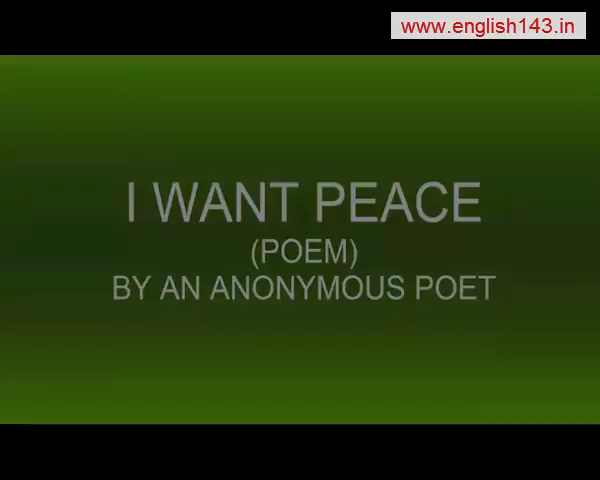 www.english143.in
I WANT PEACE
(POEM)
BY AN ANONYMOUS POET